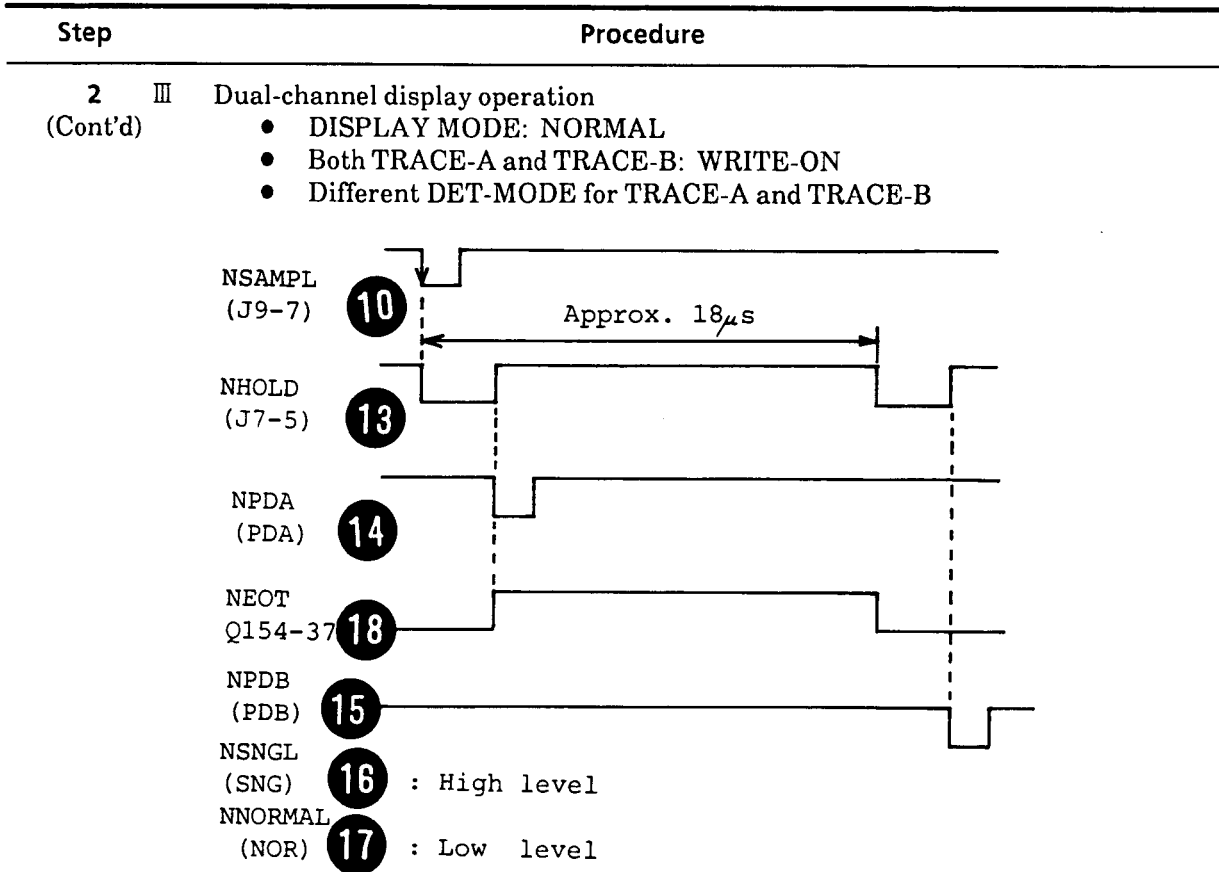 Step Procedure
2 Ⅲ Dual-channel display operation
(Cont'd) ● DISPLAY MODE: NORMAL
● Both TRACE-A and TRACE-B: WRITE-ON
● Different DET-MODE for TRACE-A and TRACE-B
NSAMPL
(J9-7) 10 Approx. 18μs
NHOLD
(J7-5) 13
NPDA
(PDA) 14
NEOT
Q154-37 18
NPDB
(PDB) 15
NSNGL
(SNG) 16 : High level
NNORMAL
(NOR) 17 : Low level